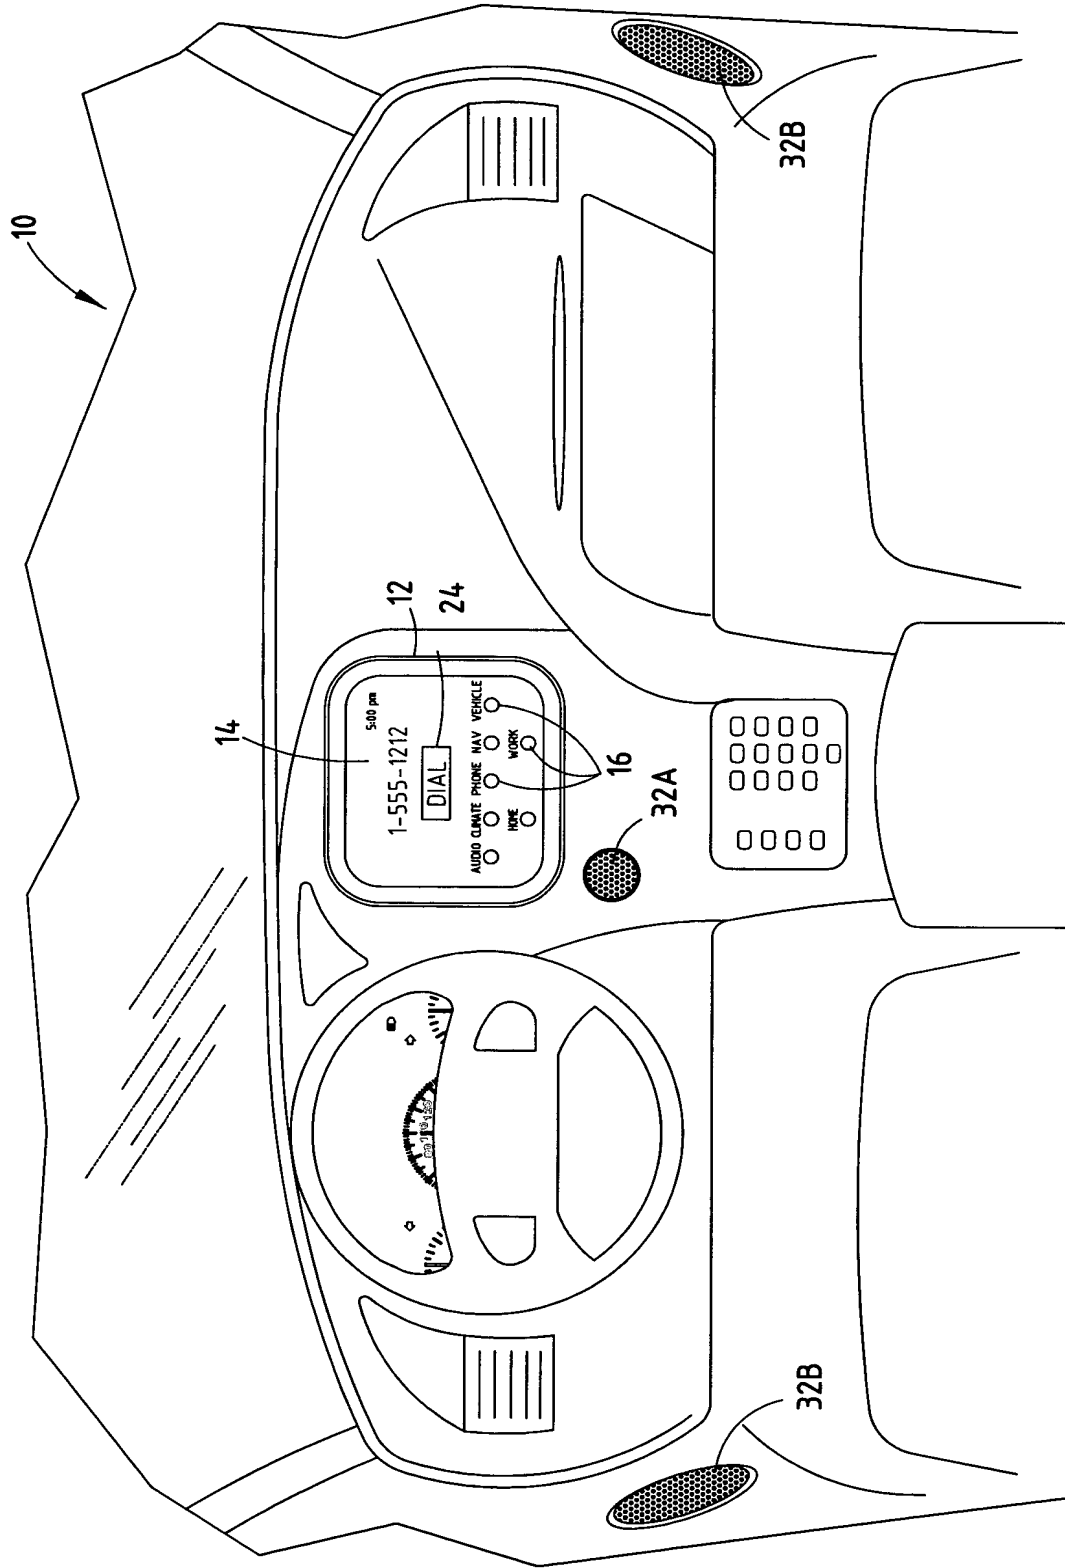 10
14
12
24
5:00 pm
1-555-1212
DIAL
AUDIO CLIMATE PHONE NAV VEHICLE
HOME WORK
16
32A
32B
32B